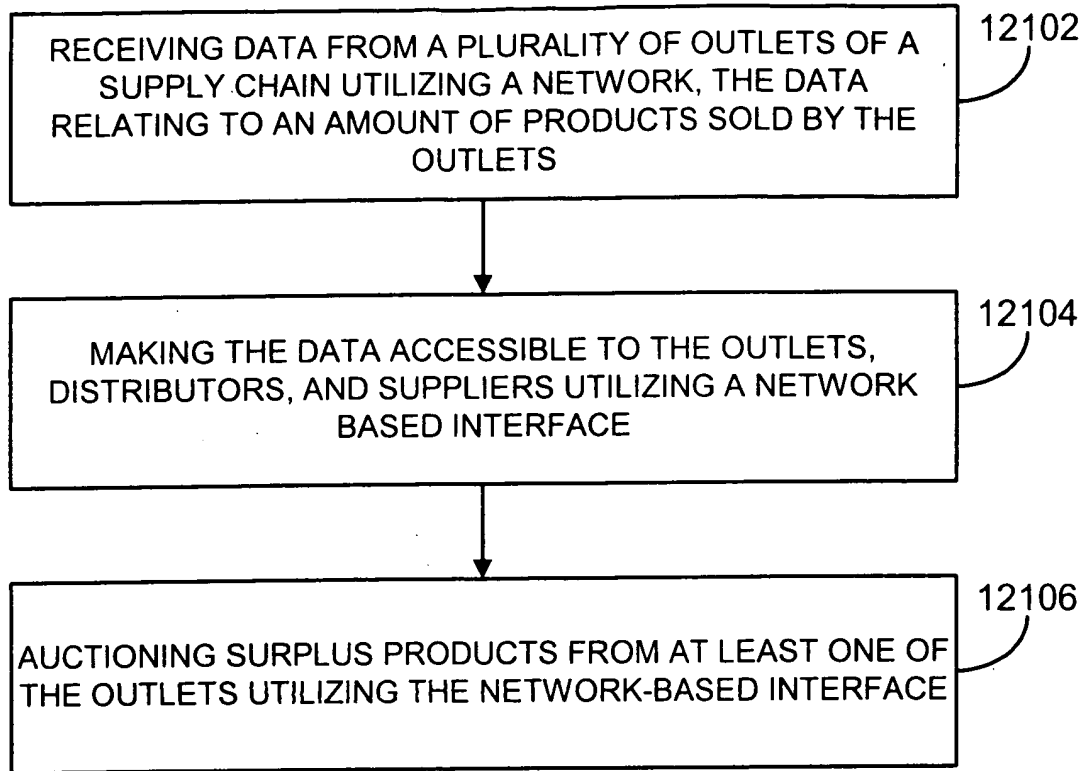 RECEIVING DATA FROM A PLURALITY OF OUTLETS OF A
SUPPLY CHAIN UTILIZING A NETWORK, THE DATA
RELATING TO AN AMOUNT OF PRODUCTS SOLD BY THE
OUTLETS
12102
MAKING THE DATA ACCESSIBLE TO THE OUTLETS,
DISTRIBUTORS, AND SUPPLIERS UTILIZING A NETWORK
BASED INTERFACE
12104
AUCTIONING SURPLUS PRODUCTS FROM AT LEAST ONE OF
THE OUTLETS UTILIZING THE NETWORK-BASED INTERFACE
12106